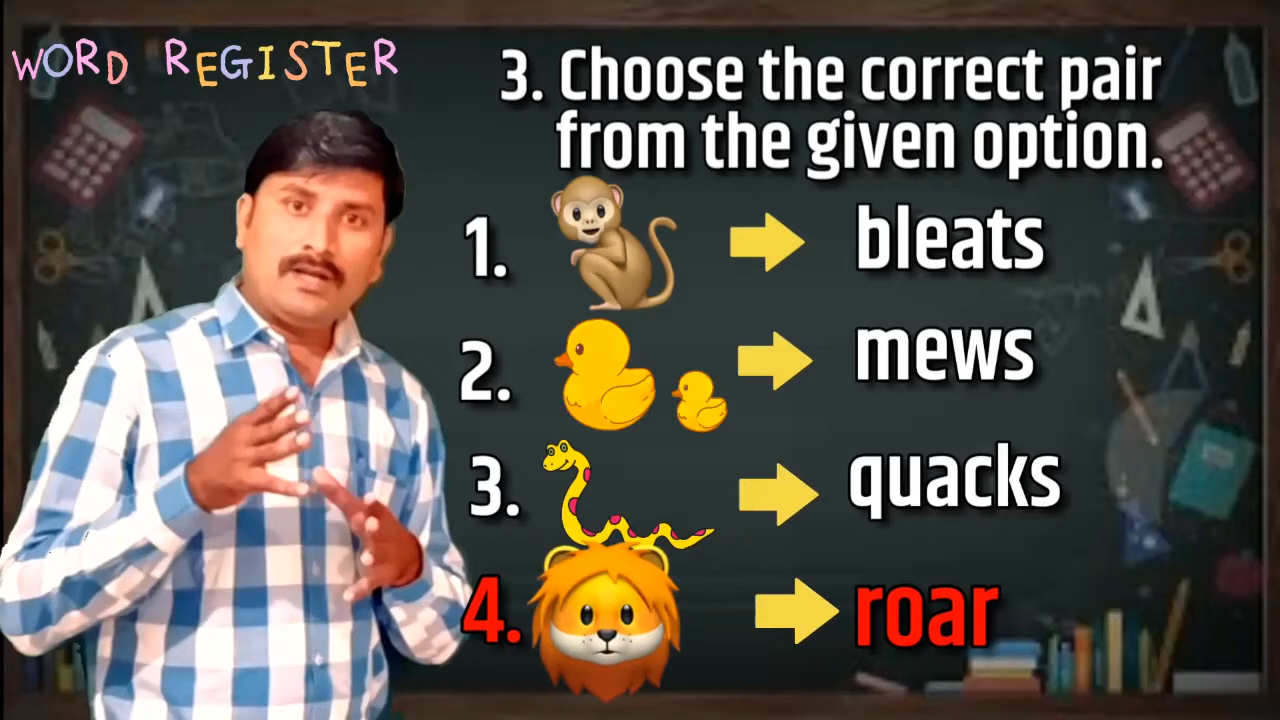 WORD REGISTER
3. Choose the correct pair
from the given option.
1. bleats
2. mews
3. quacks
4. roar